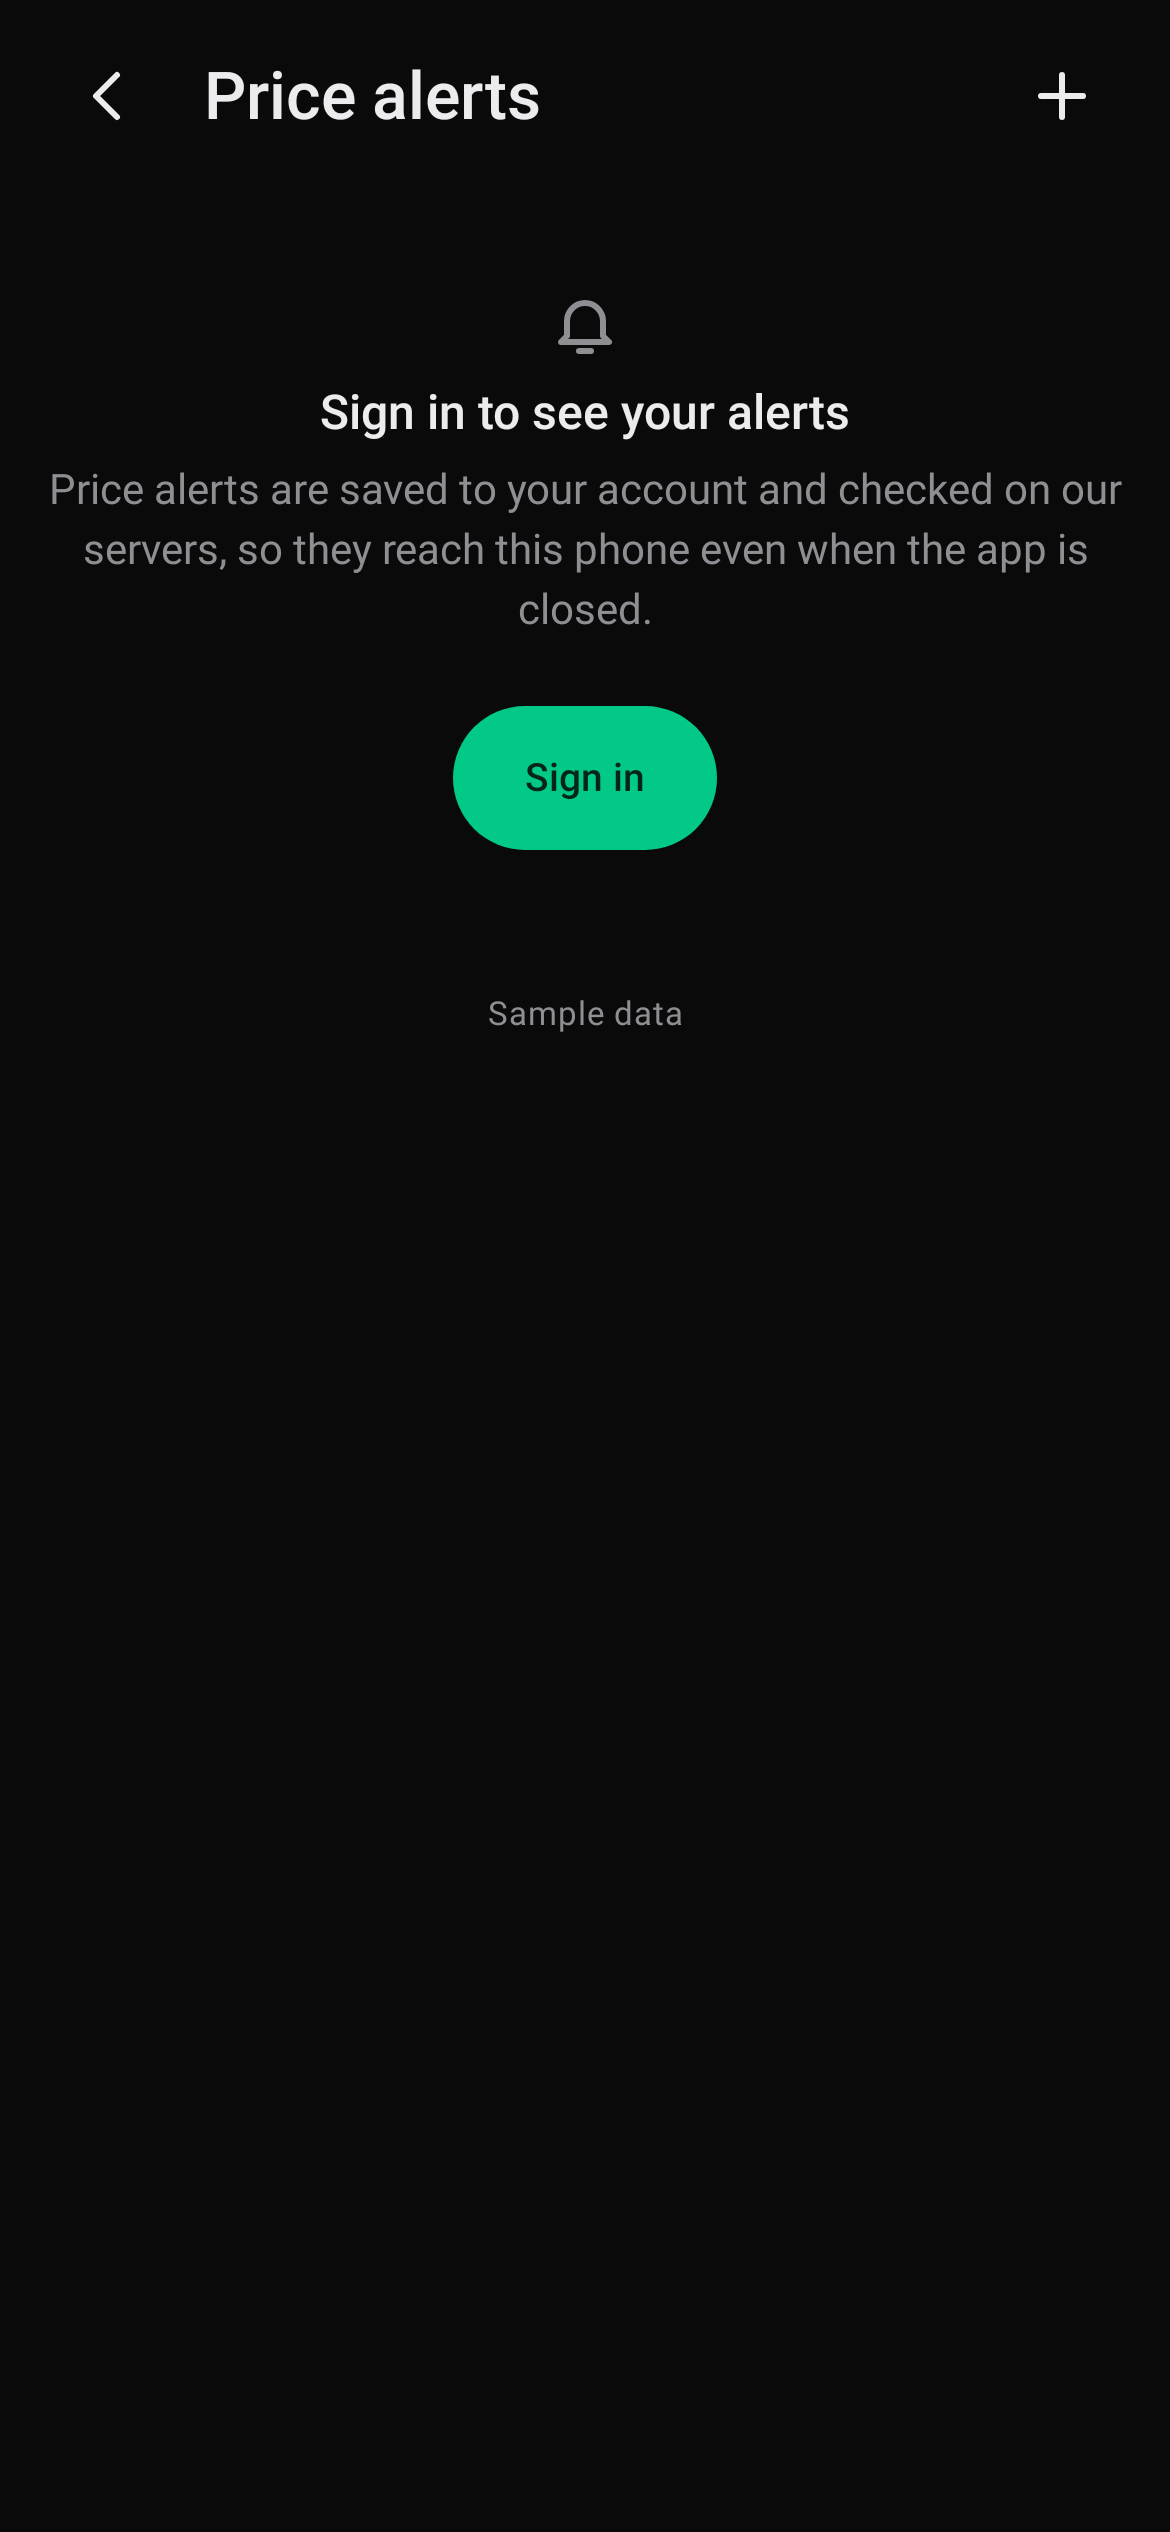 Price alerts
Sign in to see your alerts
Price alerts are saved to your account and checked on our
servers, so they reach this phone even when the app is
closed.
Sign in
Sample data